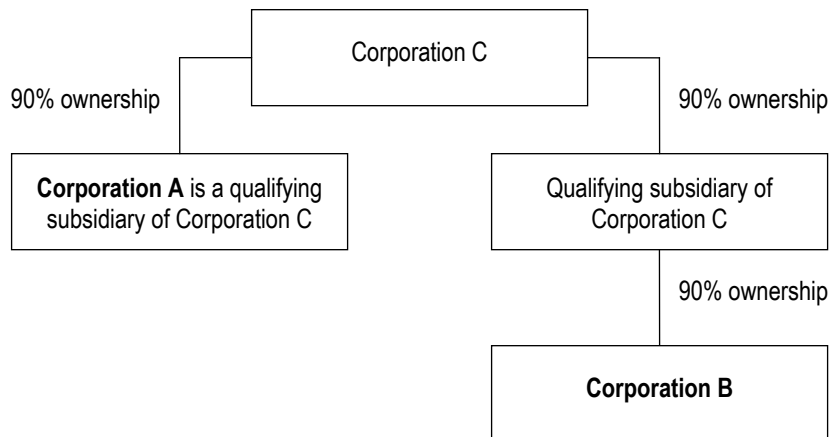 Corporation C
90% ownership
90% ownership
Corporation A is a qualifying
subsidiary of Corporation C
Qualifying subsidiary of
Corporation C
90% ownership
Corporation B